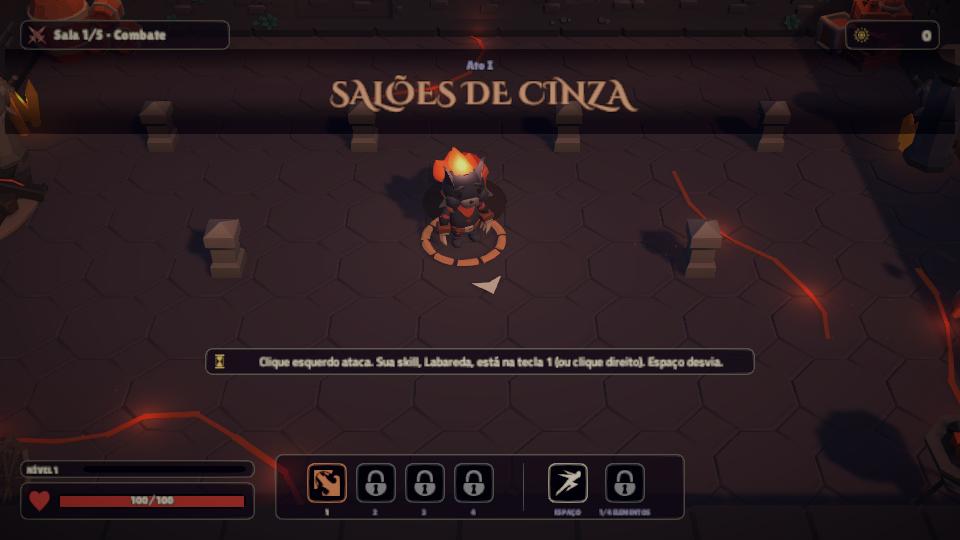 Sala 1/5 - Combate
0
Ato I
SALÕES DE CINZA
Clique esquerdo ataca. Sua skill, Labareda, está na tecla 1 (ou clique direito). Espaço desvia.
NÍVEL 1
100/100
1
2
3
4
ESPAÇO
1/4 ELEMENTOS